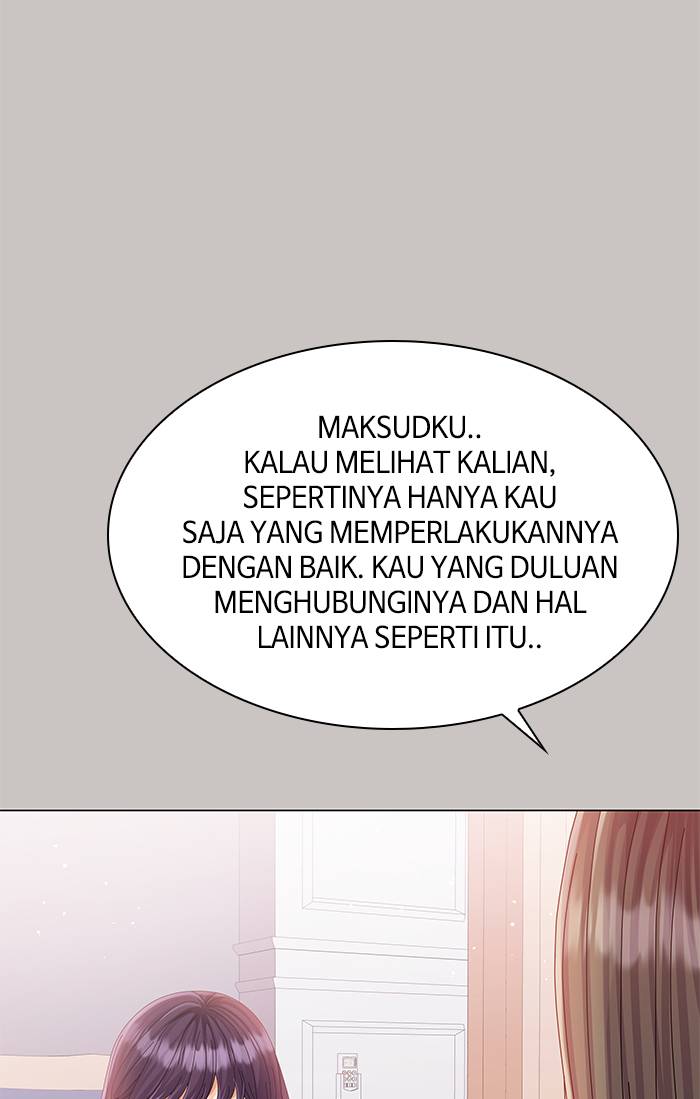 MAKSUDKU..
KALAU MELIHAT KALIAN,
SEPERTINYA HANYA KAU
SAJA YANG MEMPERLAKUKANNYA
DENGAN BAIK. KAU YANG DULUAN
MENGHUBUNGINYA DAN HAL
LAINNYA SEPERTI ITU..